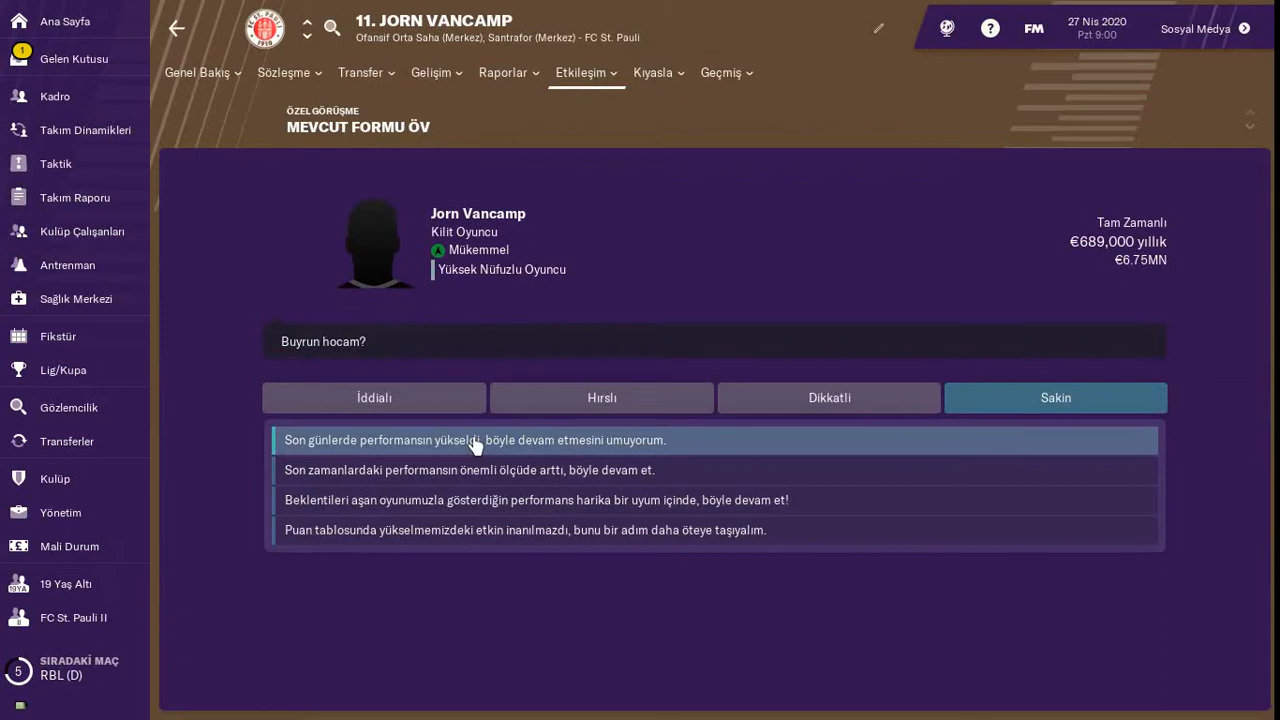 Ana Sayfa
1
Gelen Kutusu
Kadro
Takım Dinamikleri
Taktik
Takım Raporu
Kulüp Çalışanları
Antrenman
Sağlık Merkezi
Fikstür
Lig/Kupa
Gözlemcilik
Transferler
Kulüp
Yönetim
Mali Durum
19YA
19 Yaş Altı
II
FC St. Pauli II
5
SIRADAKİ MAÇ
RBL (D)
FC ST. PAULI
1910
11. JORN VANCAMP
Ofansif Orta Saha (Merkez), Santrafor (Merkez) - FC St. Pauli
?
FM
27 Nis 2020
Pzt 9:00
Sosyal Medya
Genel Bakış
Sözleşme
Transfer
Gelişim
Raporlar
Etkileşim
Kıyasla
Geçmiş
ÖZEL GÖRÜŞME
MEVCUT FORMU ÖV
Jorn Vancamp
Kilit Oyuncu
Mükemmel
Yüksek Nüfuzlu Oyuncu
Tam Zamanlı
€689,000 yıllık
€6.75MN
Buyrun hocam?
İddialı
Hırslı
Dikkatli
Sakin
Son günlerde performansın yükseldi, böyle devam etmesini umuyorum.
Son zamanlardaki performansın önemli ölçüde arttı, böyle devam et.
Beklentileri aşan oyunumuzla gösterdiğin performans harika bir uyum içinde, böyle devam et!
Puan tablosunda yükselmemizdeki etkin inanılmazdı, bunu bir adım daha öteye taşıyalım.